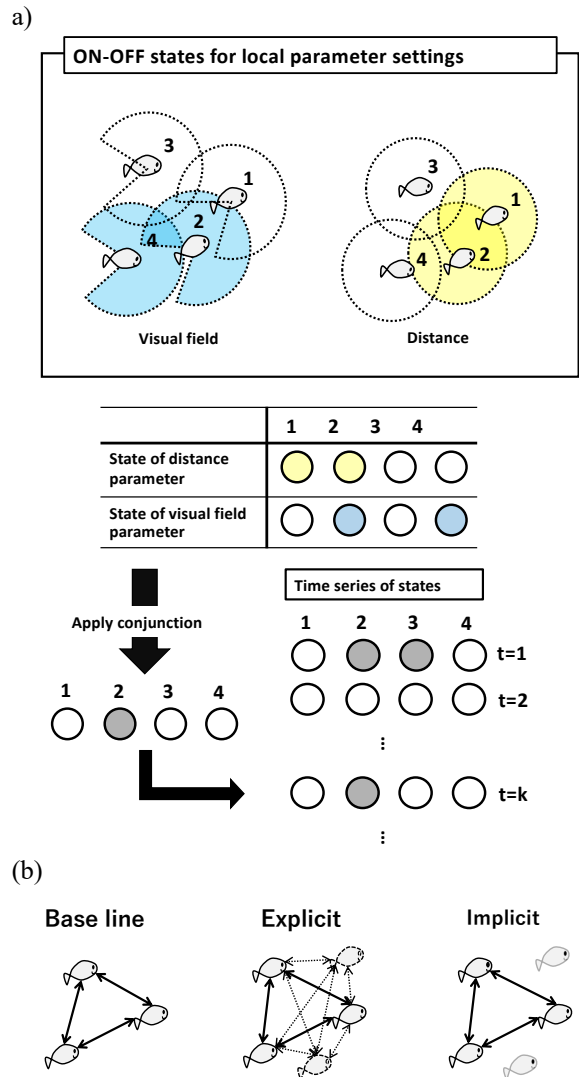 a)
ON-OFF states for local parameter settings
3
1
2
4
Visual field
3
1
2
4
Distance
1 2 3 4
State of distance
parameter
State of visual field
parameter
Time series of states
Apply conjunction
1 2 3 4
t=1
t=2
⋮
1 2 3 4
t=k
⋮
(b)
Base line Explicit Implicit